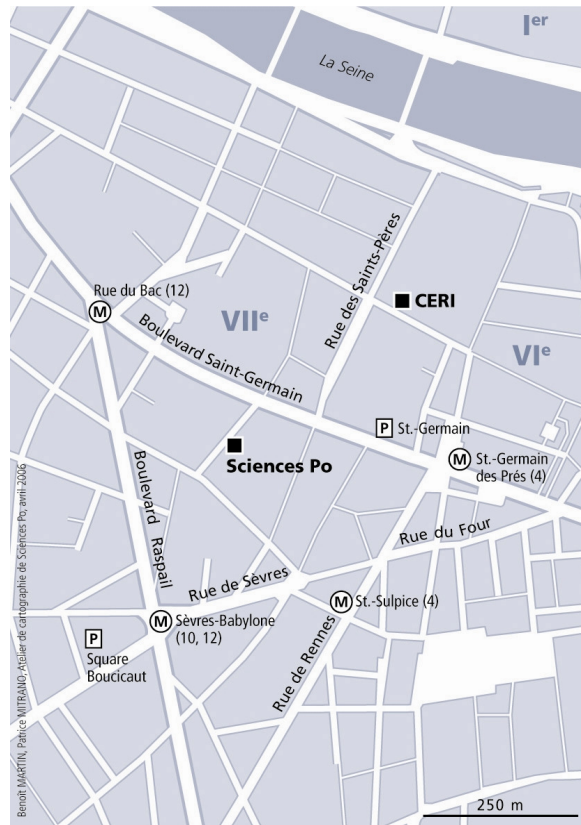 Ier
La Seine
Rue des Saints-Pères
Rue du Bac (12)
M
CERI
VIIe
Boulevard Saint-Germain
VIe
P
St.-Germain
Sciences Po
M
St.-Germain
des Prés (4)
Boulevard Raspail
Rue du Four
Rue de Sèvres
M
St.-Sulpice (4)
M
Sèvres-Babylone
(10, 12)
P
Square
Boucicaut
Rue de Rennes
Benoît MARTIN, Patrice MITRANO, Atelier de cartographie de Sciences Po, avril 2006
250 m